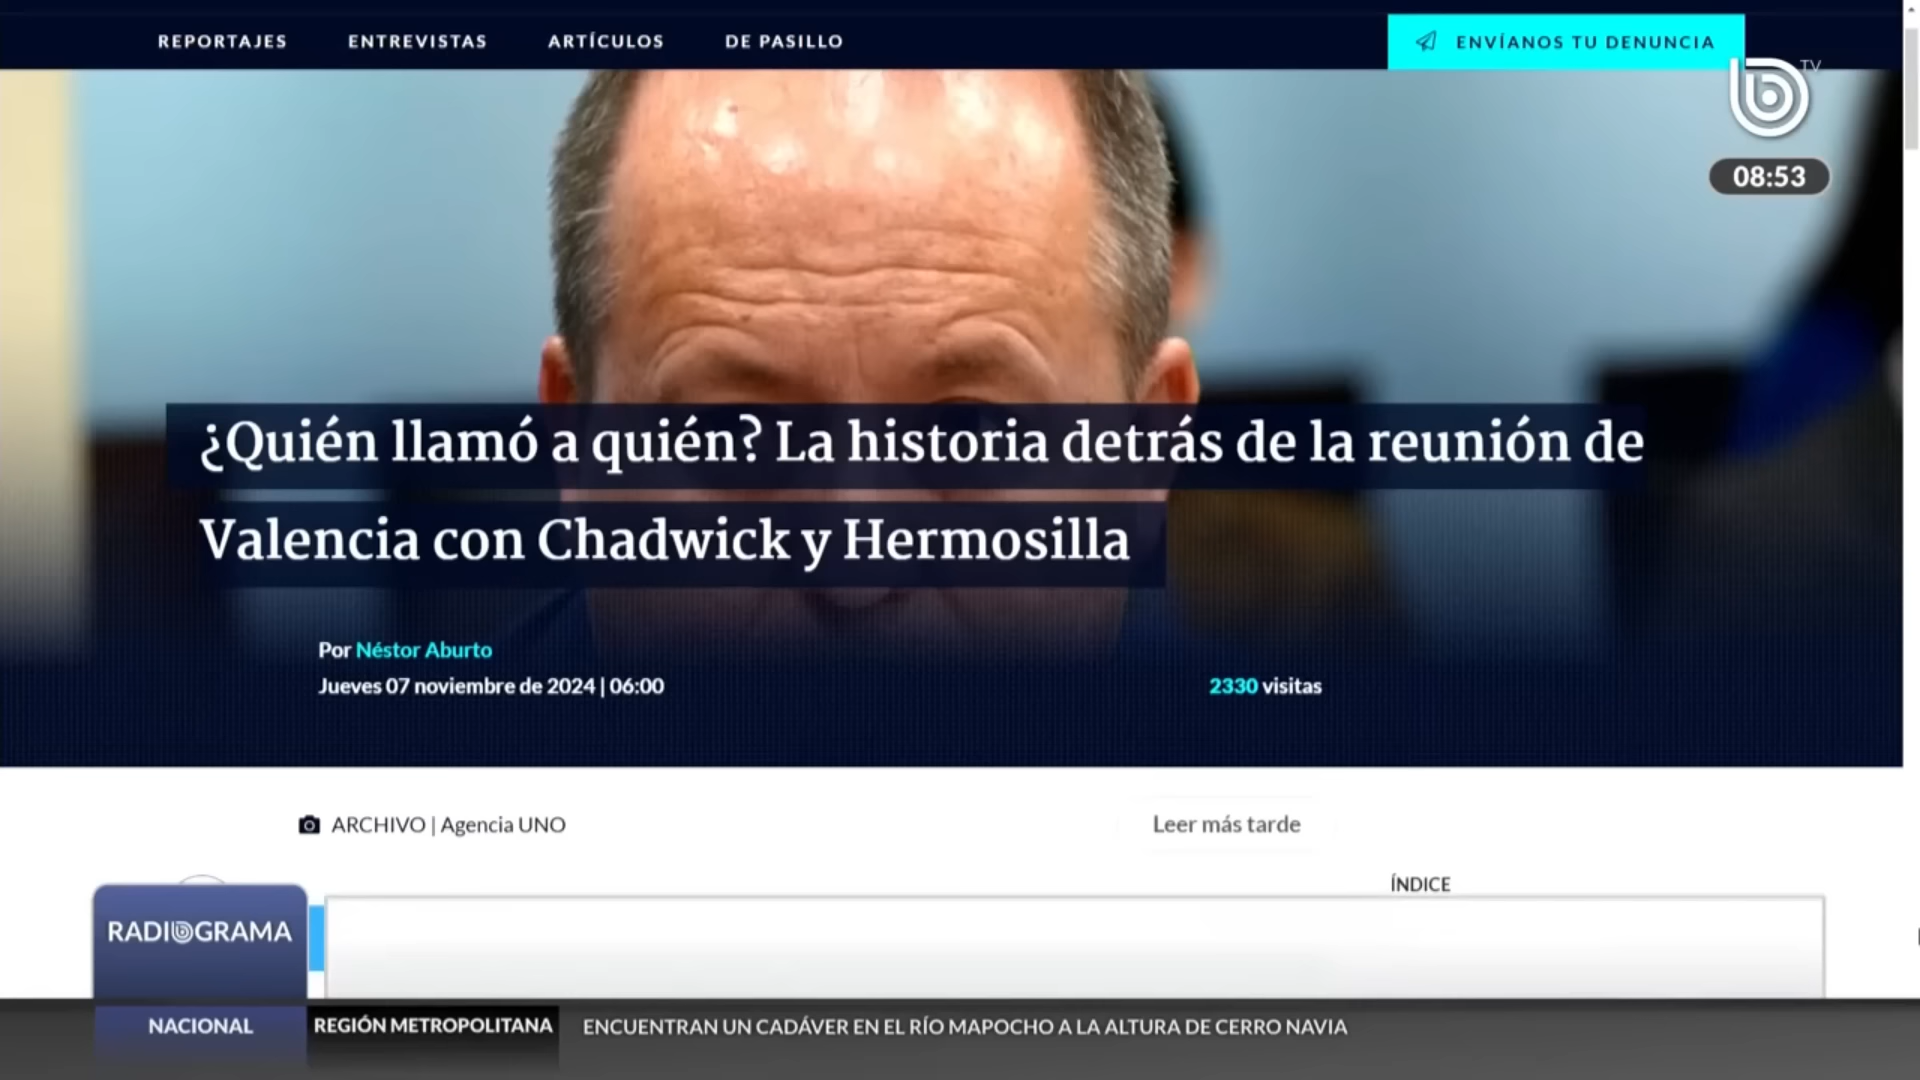 REPORTAJES
ENTREVISTAS
ARTÍCULOS
DE PASILLO
ENVÍANOS TU DENUNCIA
TV
08:53
¿Quién llamó a quién? La historia detrás de la reunión de
Valencia con Chadwick y Hermosilla
Por Néstor Aburto
Jueves 07 noviembre de 2024 | 06:00
2330 visitas
ARCHIVO | Agencia UNO
Leer más tarde
ÍNDICE
RADIOGRAMA
NACIONAL
REGIÓN METROPOLITANA
ENCUENTRAN UN CADÁVER EN EL RÍO MAPOCHO A LA ALTURA DE CERRO NAVIA